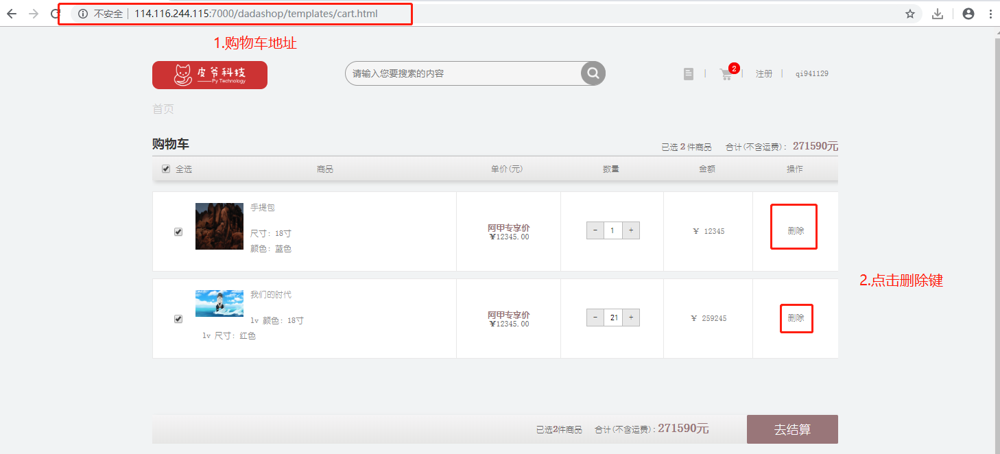 不安全 114.116.244.115:7000/dadashop/templates/cart.html
1.购物车地址
皮爷科技
Py Technology
请输入您要搜索的内容
2
注册
qi941129
首页
购物车
已选 2 件商品 合计(不含运费): 271590元
全选 商品 单价(元) 数量 金额 操作
手提包
尺寸: 18寸
颜色: 蓝色
阿甲专享价
¥12345.00
- 1 +
¥ 12345
删除
2.点击删除键
我们的时代
lv 颜色: 18寸
lv 尺寸: 红色
阿甲专享价
¥12345.00
- 21 +
¥ 259245
删除
已选2件商品 合计(不含运费): 271590元
去结算